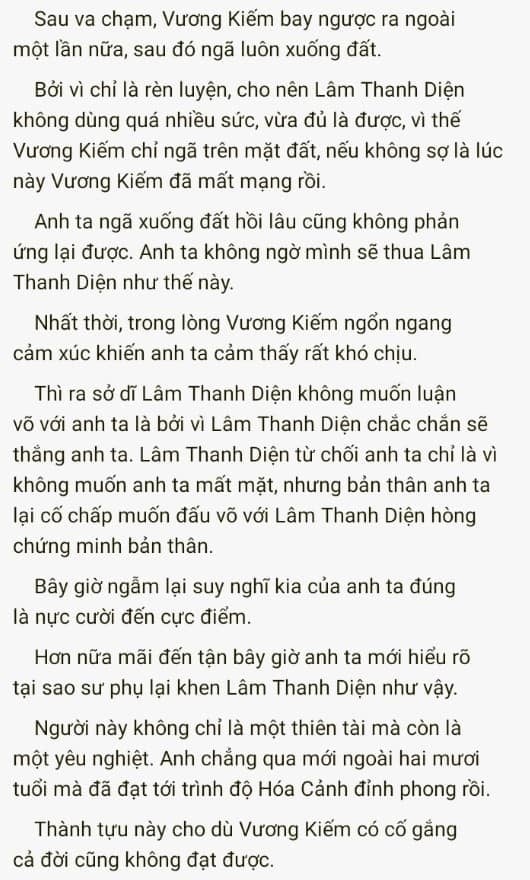 Sau va chạm, Vương Kiếm bay ngược ra ngoài
một lần nữa, sau đó ngã luôn xuống đất.
Bởi vì chỉ là rèn luyện, cho nên Lâm Thanh Diện
không dùng quá nhiều sức, vừa đủ là được, vì thế
Vương Kiếm chỉ ngã trên mặt đất, nếu không sợ là lúc
này Vương Kiếm đã mất mạng rồi.
Anh ta ngã xuống đất hồi lâu cũng không phản
ứng lại được. Anh ta không ngờ mình sẽ thua Lâm
Thanh Diện như thế này.
Nhất thời, trong lòng Vương Kiếm ngổn ngang
cảm xúc khiến anh ta cảm thấy rất khó chịu.
Thì ra sở dĩ Lâm Thanh Diện không muốn luận
võ với anh ta là bởi vì Lâm Thanh Diện chắc chắn sẽ
thắng anh ta. Lâm Thanh Diện từ chối anh ta chỉ là vì
không muốn anh ta mất mặt, nhưng bản thân anh ta
lại cố chấp muốn đấu võ với Lâm Thanh Diện hòng
chứng minh bản thân.
Bây giờ ngẫm lại suy nghĩ kia của anh ta đúng
là nực cười đến cực điểm.
Hơn nữa mãi đến tận bây giờ anh ta mới hiểu rõ
tại sao sư phụ lại khen Lâm Thanh Diện như vậy.
Người này không chỉ là một thiên tài mà còn là
một yêu nghiệt. Anh chẳng qua mới ngoài hai mươi
tuổi mà đã đạt tới trình độ Hóa Cảnh đỉnh phong rồi.
Thành tựu này cho dù Vương Kiếm có cố gắng
cả đời cũng không đạt được.